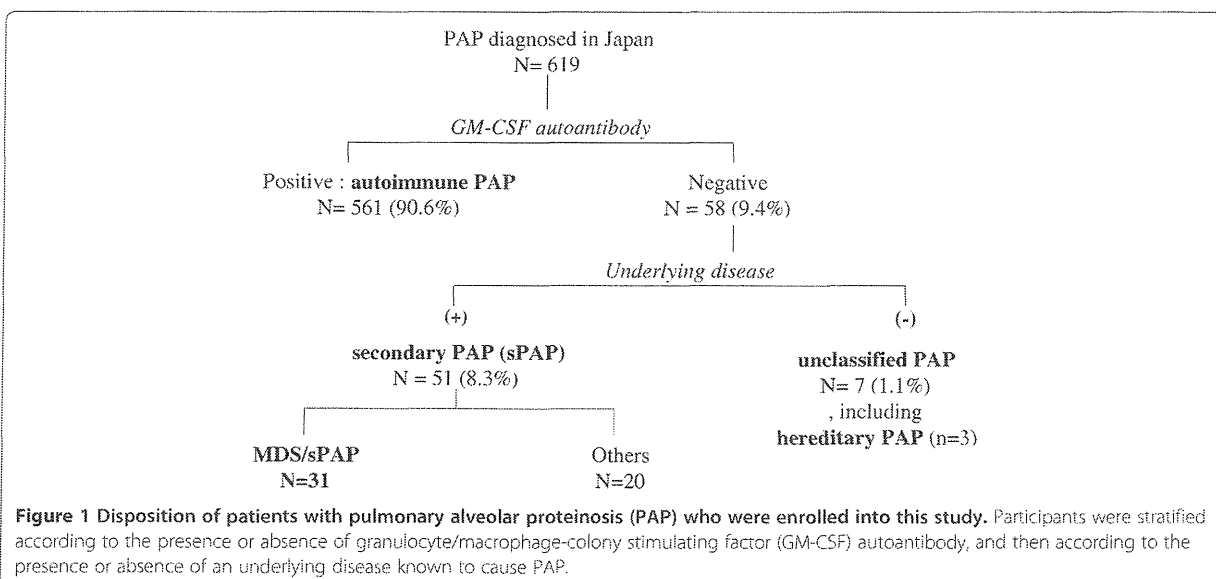 PAP diagnosed in Japan
N= 619
GM-CSF autoantibody
Positive : autoimmune PAP
N= 561 (90.6%)
Negative
N = 58 (9.4%)
Underlying disease
(+)
(-)
secondary PAP (sPAP)
N = 51 (8.3%)
unclassified PAP
N= 7 (1.1%)
, including
hereditary PAP (n=3)
MDS/sPAP
N=31
Others
N=20
Figure 1 Disposition of patients with pulmonary alveolar proteinosis (PAP) who were enrolled into this study. Participants were stratified
according to the presence or absence of granulocyte/macrophage-colony stimulating factor (GM-CSF) autoantibody, and then according to the
presence or absence of an underlying disease known to cause PAP.